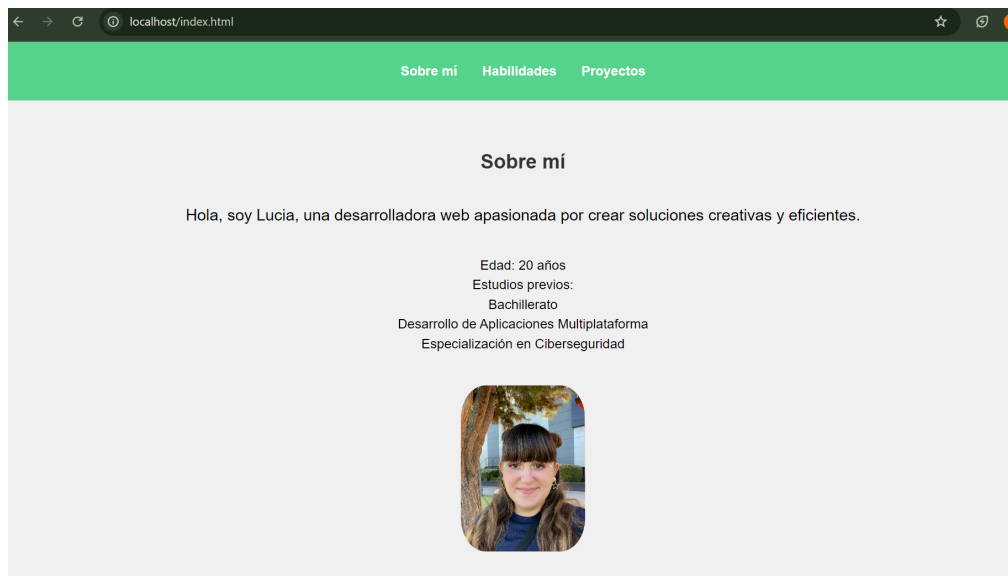 localhost/index.html
Sobre mí Habilidades Proyectos
Sobre mí
Hola, soy Lucia, una desarrolladora web apasionada por crear soluciones creativas y eficientes.
Edad: 20 años
Estudios previos:
Bachillerato
Desarrollo de Aplicaciones Multiplataforma
Especialización en Ciberseguridad